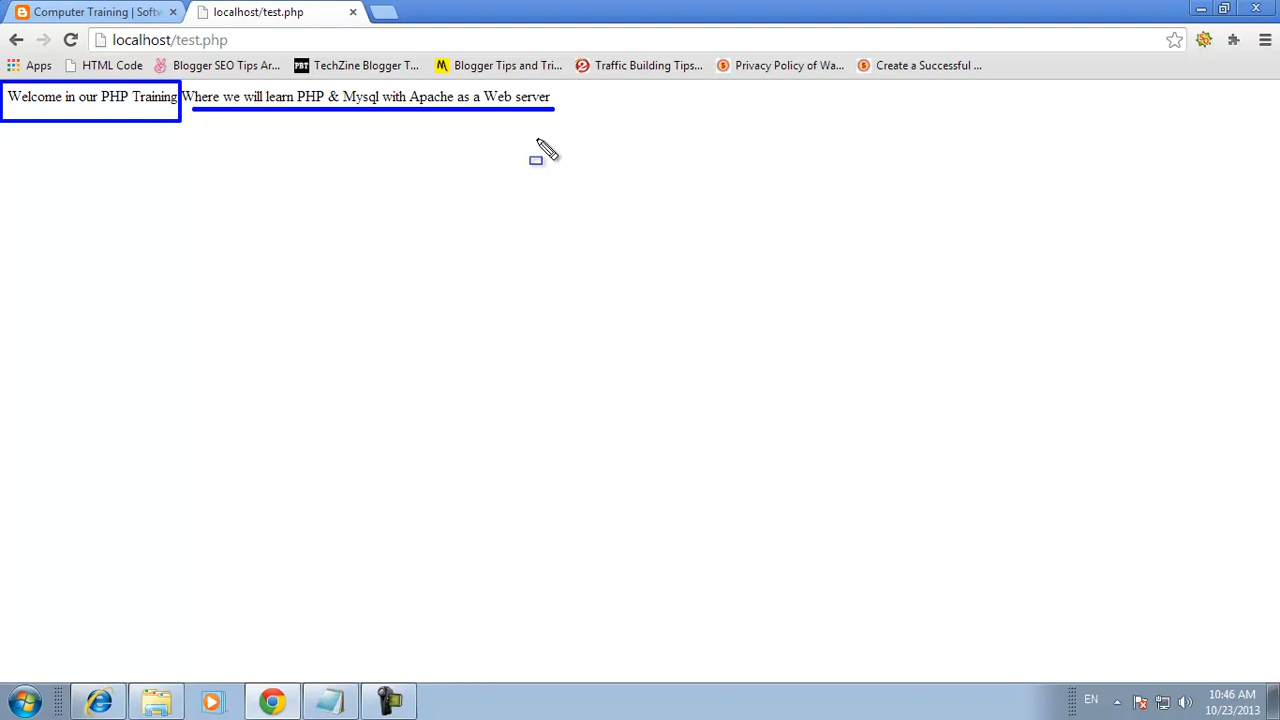 Computer Training | Softw
localhost/test.php
localhost/test.php
Apps HTML Code Blogger SEO Tips Ar... PBT TechZine Blogger T... Blogger Tips and Tri... Traffic Building Tips... Privacy Policy of Wa... Create a Successful ...
Welcome in our PHP Training Where we will learn PHP & Mysql with Apache as a Web server
EN
10:46 AM
10/23/2013